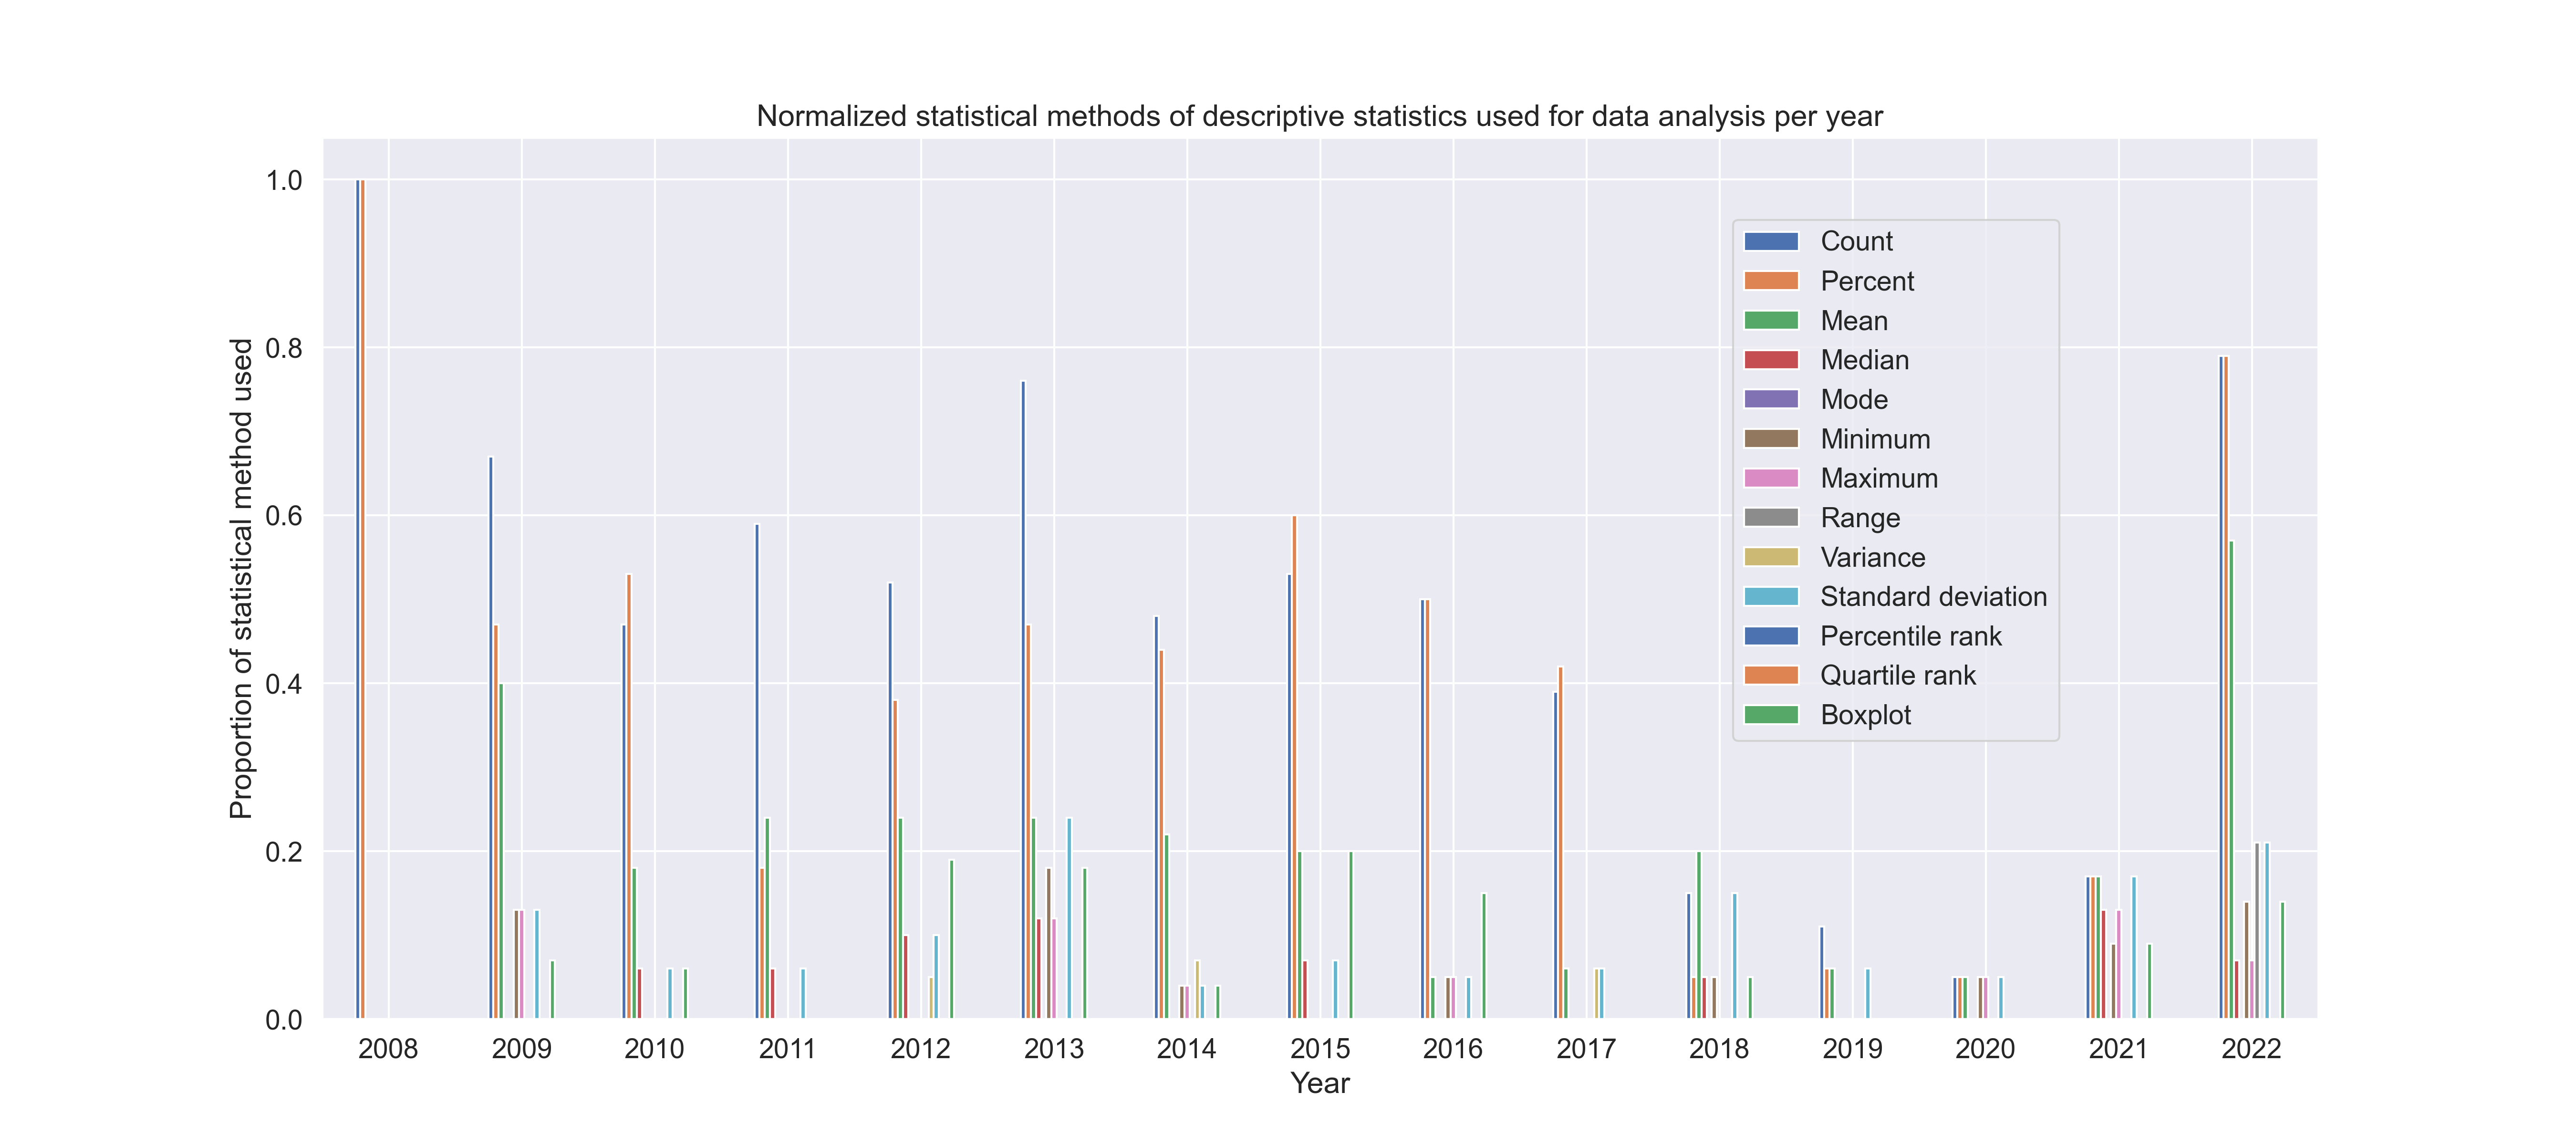 Normalized statistical methods of descriptive statistics used for data analysis per year
Proportion of statistical method used
1.0
0.8
0.6
0.4
0.2
0.0
Count
Percent
Mean
Median
Mode
Minimum
Maximum
Range
Variance
Standard deviation
Percentile rank
Quartile rank
Boxplot
2008 2009 2010 2011 2012 2013 2014 2015 2016 2017 2018 2019 2020 2021 2022
Year